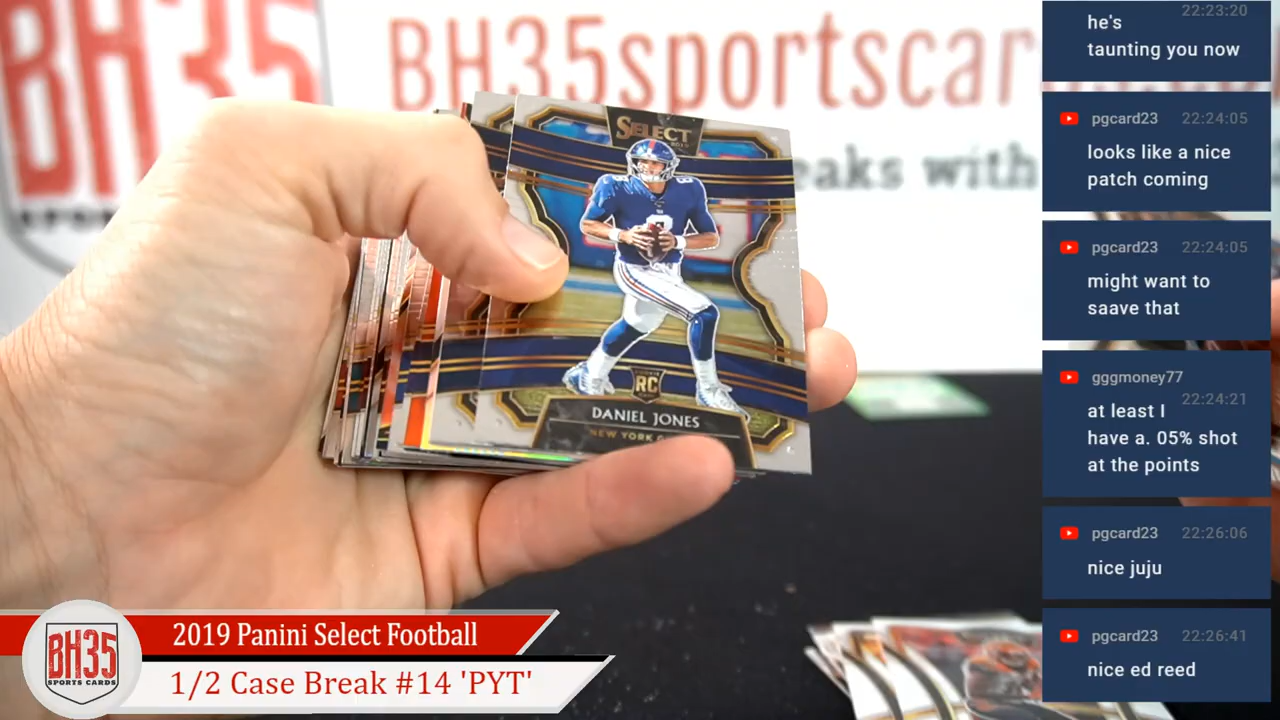 BH35sportscar
SPORTS
eaks with
SELECT
8
RC
DANIEL JONES
NEW YORK G
22:23:20
he's
taunting you now
pgcard23 22:24:05
looks like a nice
patch coming
pgcard23 22:24:05
might want to
saave that
gggmoney77
22:24:21
at least I
have a. 05% shot
at the points
pgcard23 22:26:06
nice juju
pgcard23 22:26:41
nice ed reed
BH35
SPORTS CARDS
2019 Panini Select Football
1/2 Case Break #14 'PYT'